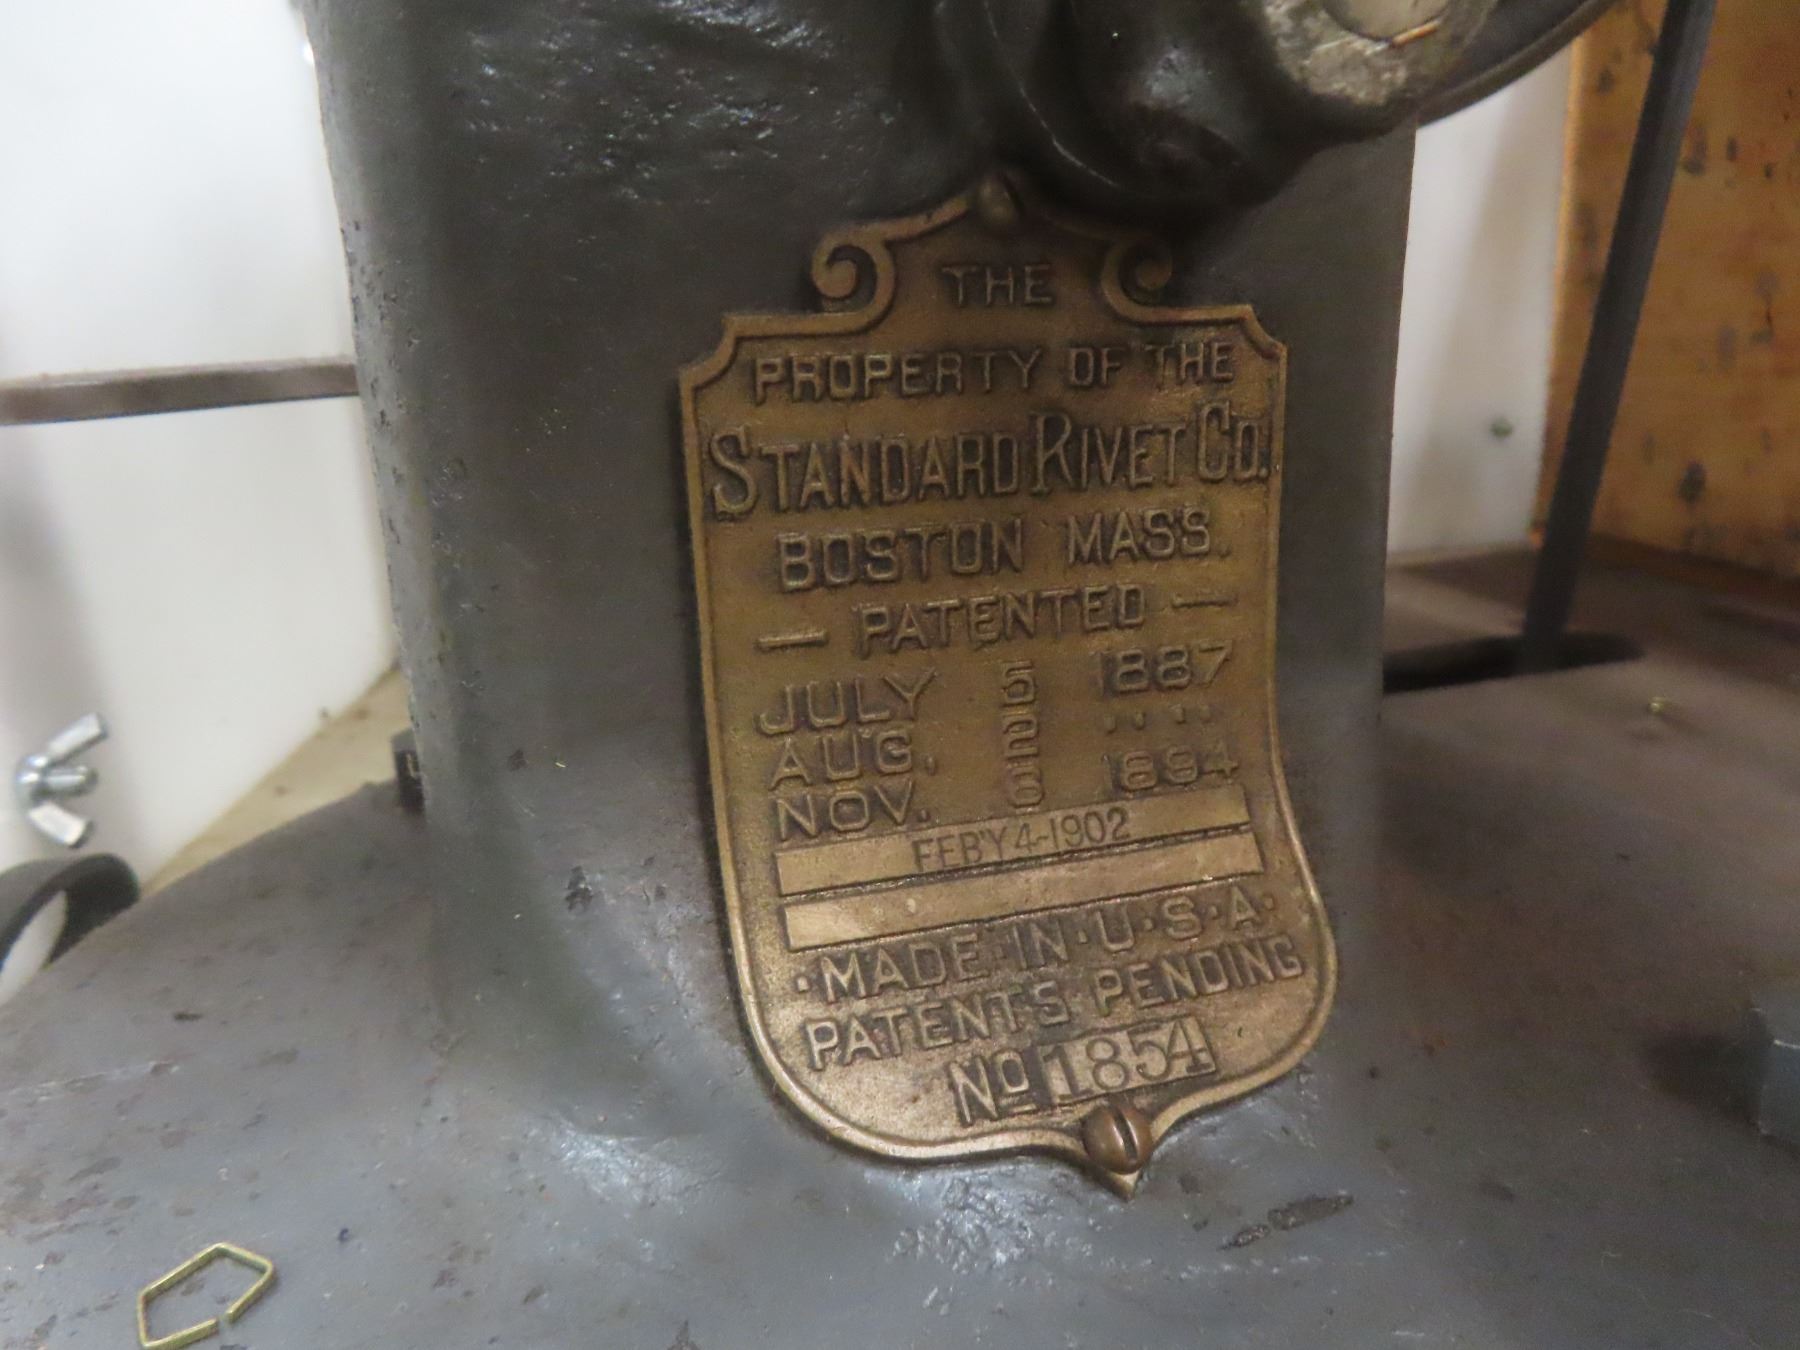 THE
PROPERTY OF THE
STANDARD RIVET CO.
BOSTON MASS.
— PATENTED —
JULY 5 1887
AUG. 2 " "
NOV. 6 1894
FEB'Y 4-1902
·MADE·IN·U·S·A·
PATENTS PENDING
No 1854